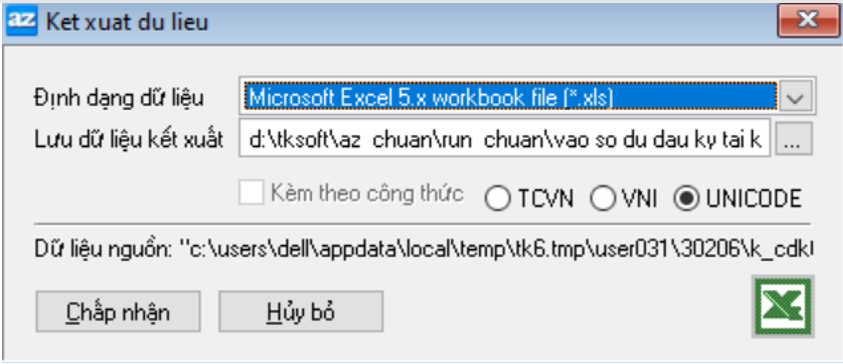 az Ket xuat du lieu
Định dạng dữ liệu Microsoft Excel 5.x workbook file (*.xls)
Lưu dữ liệu kết xuất d:\tksoft\az_chuan\run_chuan\vao so du dau ky tai k ...
Kèm theo công thức TCVN VNI UNICODE
Dữ liệu nguồn: "c:\users\dell\appdata\local\temp\tk6.tmp\user031\30206\k_cdk
Chấp nhận Hủy bỏ